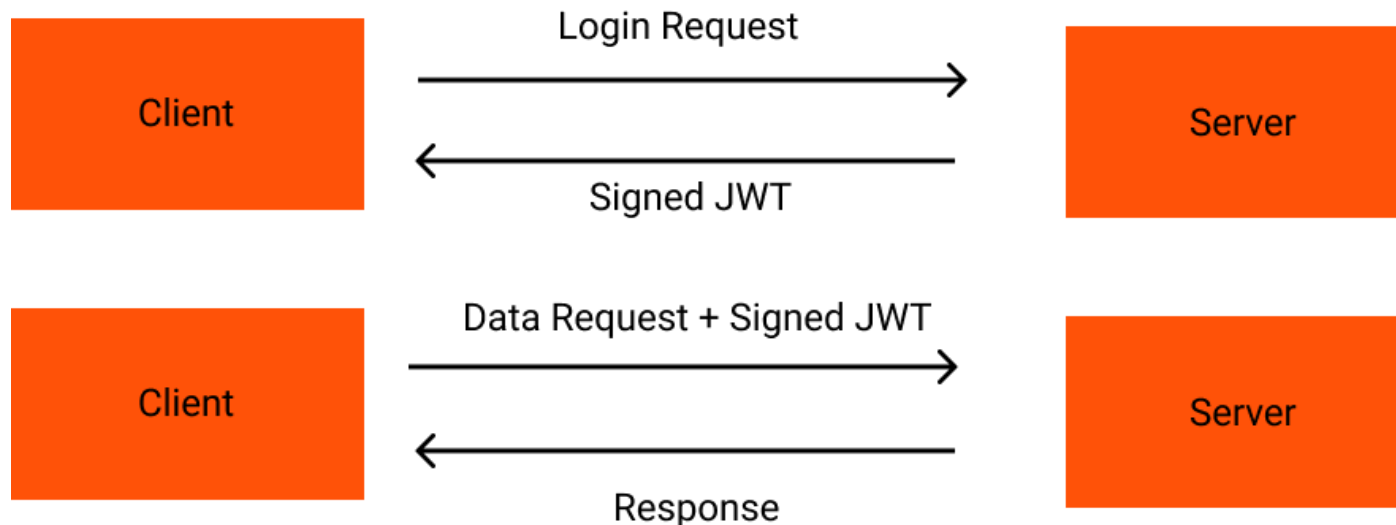 Login Request
Client
Server
Signed JWT
Data Request + Signed JWT
Client
Server
Response